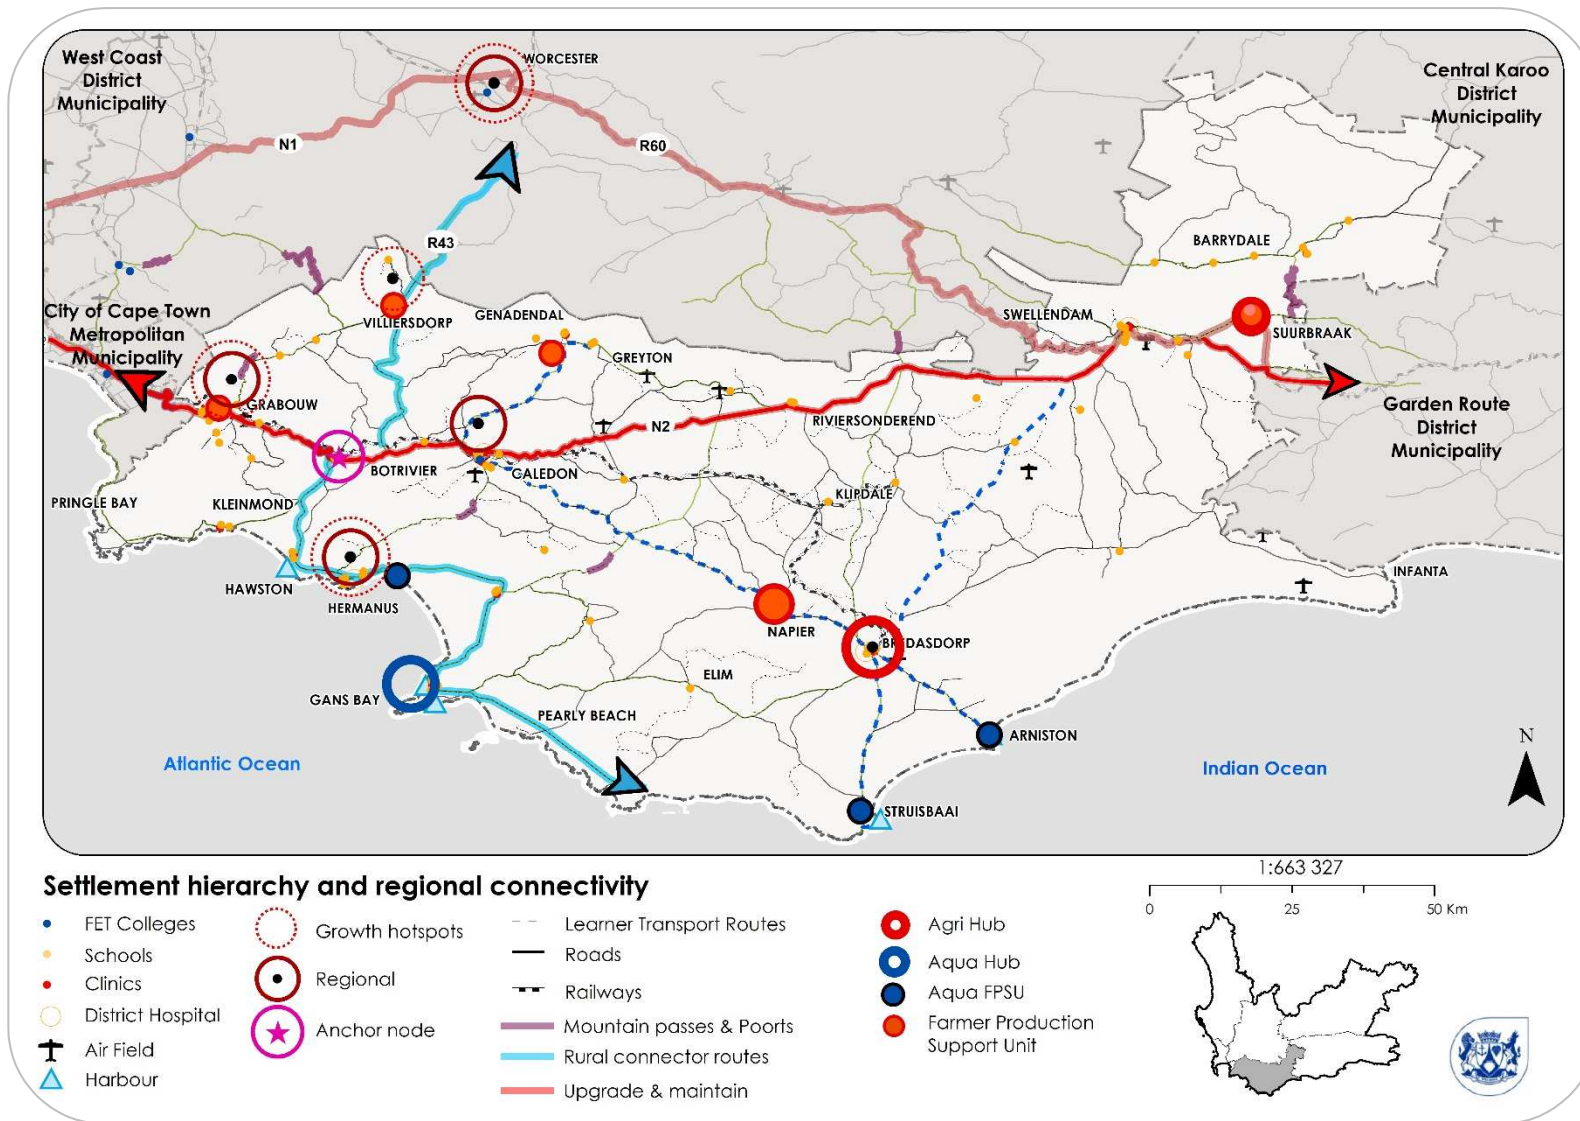 West Coast
District
Municipality
WORCESTER
Central Karoo
District
Municipality
N1
R60
R43
BARRYDALE
City of Cape Town
Metropolitan
Municipality
VILLIERSDORP
GENADENDAL
SWELLENDAM
SUURBRAAK
GREYTON
GRABOUW
RIVIERSONDEREND
Garden Route
District
Municipality
N2
BOTRIVIER
CALEDON
PRINGLE BAY
KLEINMOND
KLIPDALE
HAWSTON
HERMANUS
INFANTA
NAPIER
BREDASDORP
ELIM
GANS BAY
PEARLY BEACH
ARNISTON
Atlantic Ocean
Indian Ocean
N
STRUISBAAI
Settlement hierarchy and regional connectivity
1:663 327
0 25 50 Km
FET Colleges
Schools
Clinics
District Hospital
Air Field
Harbour
Growth hotspots
Regional
Anchor node
Learner Transport Routes
Roads
Railways
Mountain passes & Poorts
Rural connector routes
Upgrade & maintain
Agri Hub
Aqua Hub
Aqua FPSU
Farmer Production
Support Unit